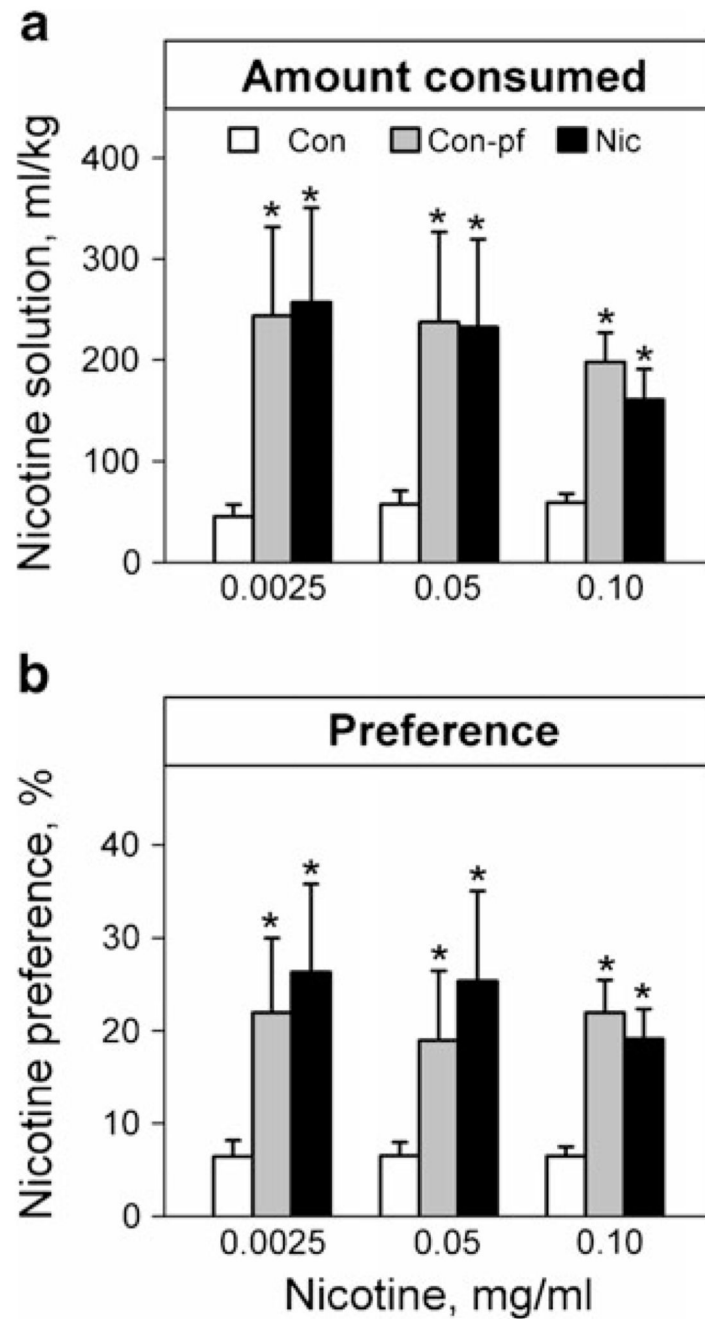 a
Amount consumed
Con Con-pf Nic
Nicotine solution, ml/kg
400
300
200
100
0
* * * * * *
0.0025 0.05 0.10
b
Preference
Nicotine preference, %
40
30
20
10
0
* * * * * *
0.0025 0.05 0.10
Nicotine, mg/ml